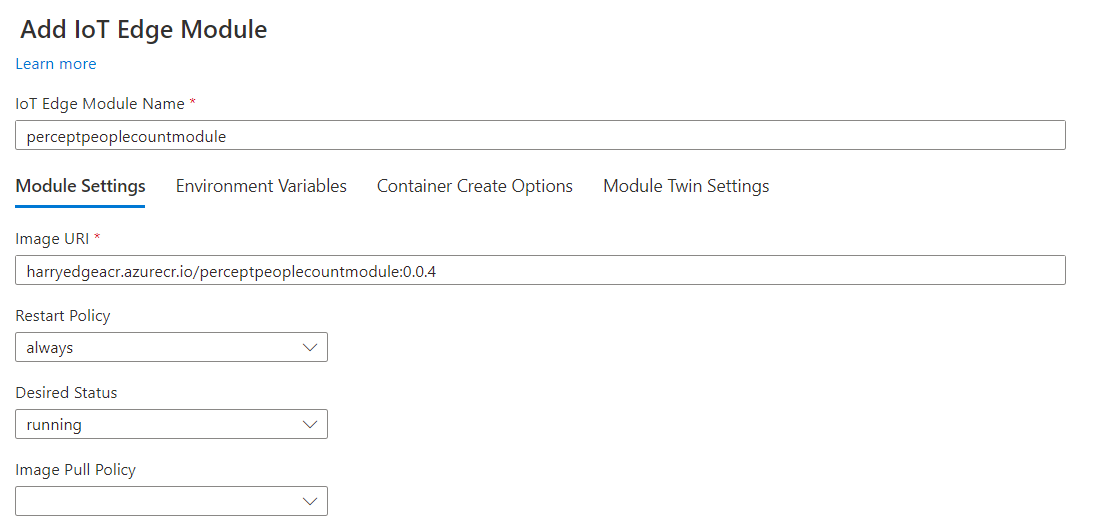 Add IoT Edge Module
Learn more
IoT Edge Module Name *
perceptpeoplecountmodule
Module Settings Environment Variables Container Create Options Module Twin Settings
Image URI *
harryedgeacr.azurecr.io/perceptpeoplecountmodule:0.0.4
Restart Policy
always
Desired Status
running
Image Pull Policy